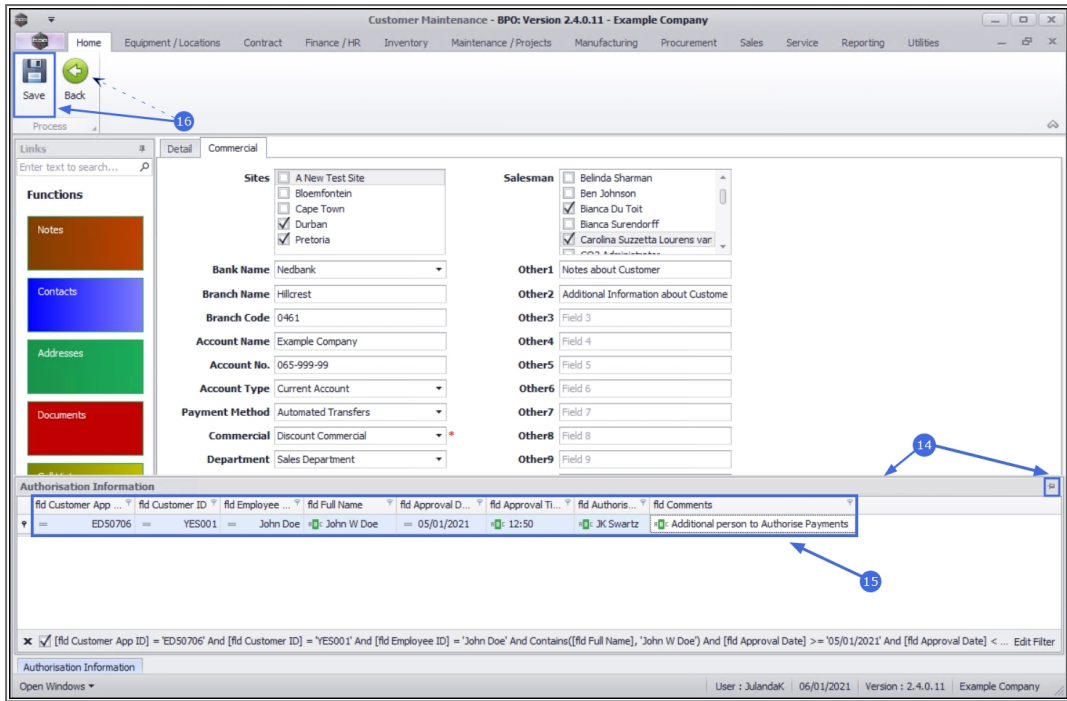 Customer Maintenance - BPO: Version 2.4.0.11 - Example Company
Home Equipment / Locations Contract Finance / HR Inventory Maintenance / Projects Manufacturing Procurement Sales Service Reporting Utilities
Save Back
16
Process
Links
Enter text to search...
Functions
Notes
Contacts
Addresses
Documents
Detail Commercial
Sites
A New Test Site
Bloemfontein
Cape Town
Durban
Pretoria
Salesman
Belinda Sharman
Ben Johnson
Bianca Du Toit
Bianca Surendorff
Carolina Suzzetta Lourens van
Bank Name Nedbank
Branch Name Hillcrest
Branch Code 0461
Account Name Example Company
Account No. 065-999-99
Account Type Current Account
Payment Method Automated Transfers
Commercial Discount Commercial *
Department Sales Department
Other1 Notes about Customer
Other2 Additional Information about Custome
Other3 Field 3
Other4 Field 4
Other5 Field 5
Other6 Field 6
Other7 Field 7
Other8 Field 8
Other9 Field 9
14
Authorisation Information
fld Customer App ... fld Customer ID fld Employee ... fld Full Name fld Approval D... fld Approval Ti... fld Authoris... fld Comments
= ED50706 = YES001 = John Doe John W Doe = 05/01/2021 12:50 JK Swartz Additional person to Authorise Payments
15
[fld Customer App ID] = 'ED50706' And [fld Customer ID] = 'YES001' And [fld Employee ID] = 'John Doe' And Contains([fld Full Name], 'John W Doe') And [fld Approval Date] >= '05/01/2021' And [fld Approval Date] < ... Edit Filter
Authorisation Information
Open Windows User : JulandaK 06/01/2021 Version : 2.4.0.11 Example Company